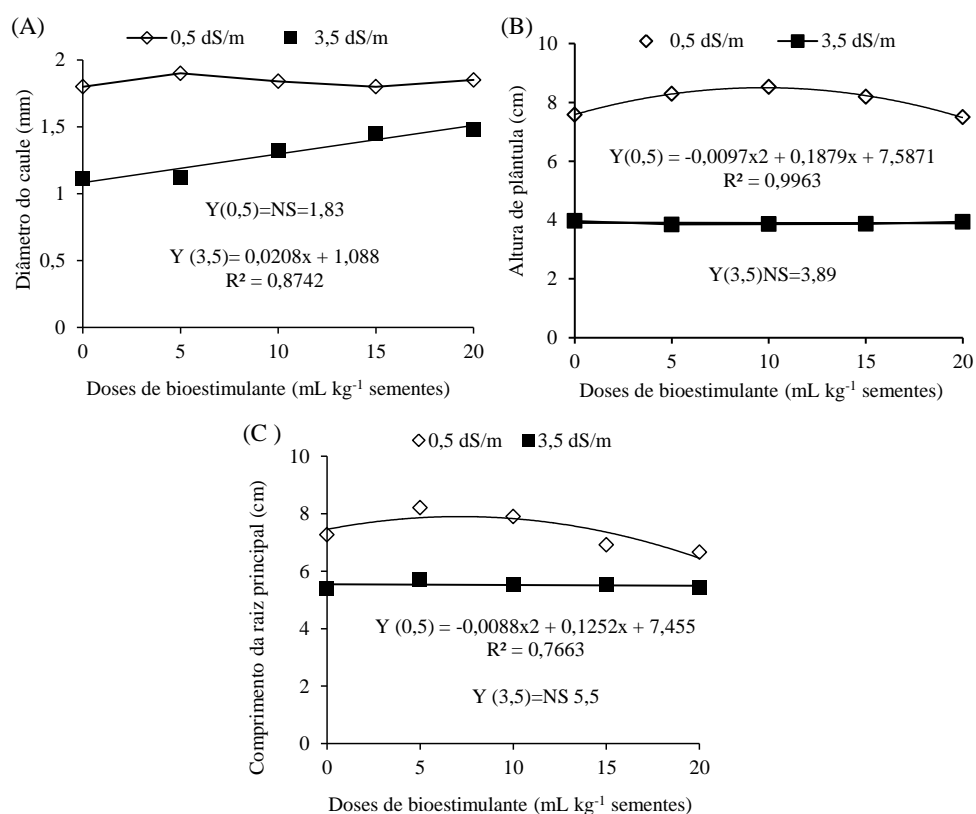 (A)
0,5 dS/m 3,5 dS/m
Diâmetro do caule (mm)
2
1,5
1
0,5
0
Y(0,5)=NS=1,83
Y (3,5)= 0,0208x + 1,088
R² = 0,8742
0 5 10 15 20
Doses de bioestimulante (mL kg-1 sementes)
(B)
0,5 dS/m 3,5 dS/m
Altura de plântula (cm)
10
8
6
4
2
0
Y(0,5) = -0,0097x2 + 0,1879x + 7,5871
R² = 0,9963
Y(3,5)NS=3,89
0 5 10 15 20
Doses de bioestimulante (mL kg-1 sementes)
(C )
0,5 dS/m 3,5 dS/m
Comprimento da raiz principal (cm)
10
8
6
4
2
0
Y (0,5) = -0,0088x2 + 0,1252x + 7,455
R² = 0,7663
Y (3,5)=NS 5,5
0 5 10 15 20
Doses de bioestimulante (mL kg-1 sementes)